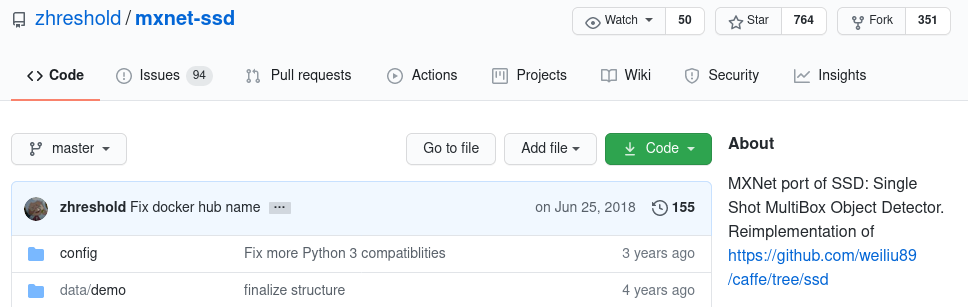 zhreshold / mxnet-ssd
Watch 50 Star 764 Fork 351
Code Issues 94 Pull requests Actions Projects Wiki Security Insights
master Go to file Add file Code
zhreshold Fix docker hub name ... on Jun 25, 2018 155
config Fix more Python 3 compatiblities 3 years ago
data/demo finalize structure 4 years ago
About
MXNet port of SSD: Single
Shot MultiBox Object Detector.
Reimplementation of
https://github.com/weiliu89
/caffe/tree/ssd